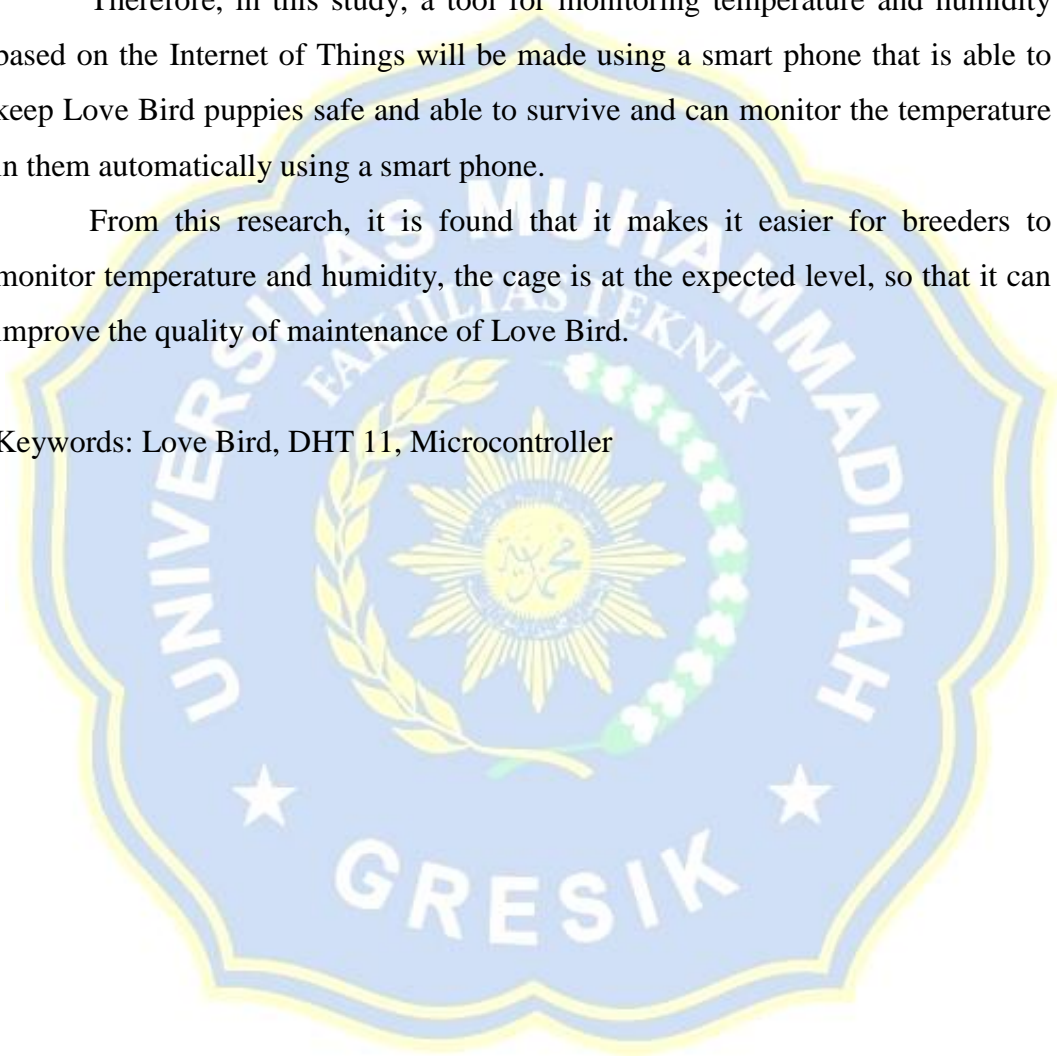 Therefore, in this study, a tool for monitoring temperature and humidity
based on the Internet of Things will be made using a smart phone that is able to
keep Love Bird puppies safe and able to survive and can monitor the temperature
in them automatically using a smart phone.
From this research, it is found that it makes it easier for breeders to
monitor temperature and humidity, the cage is at the expected level, so that it can
improve the quality of maintenance of Love Bird.
Keywords: Love Bird, DHT 11, Microcontroller
UNIVERSITAS MUHAMMADIYAH
FAKULTAS TEKNIK
GRESIK